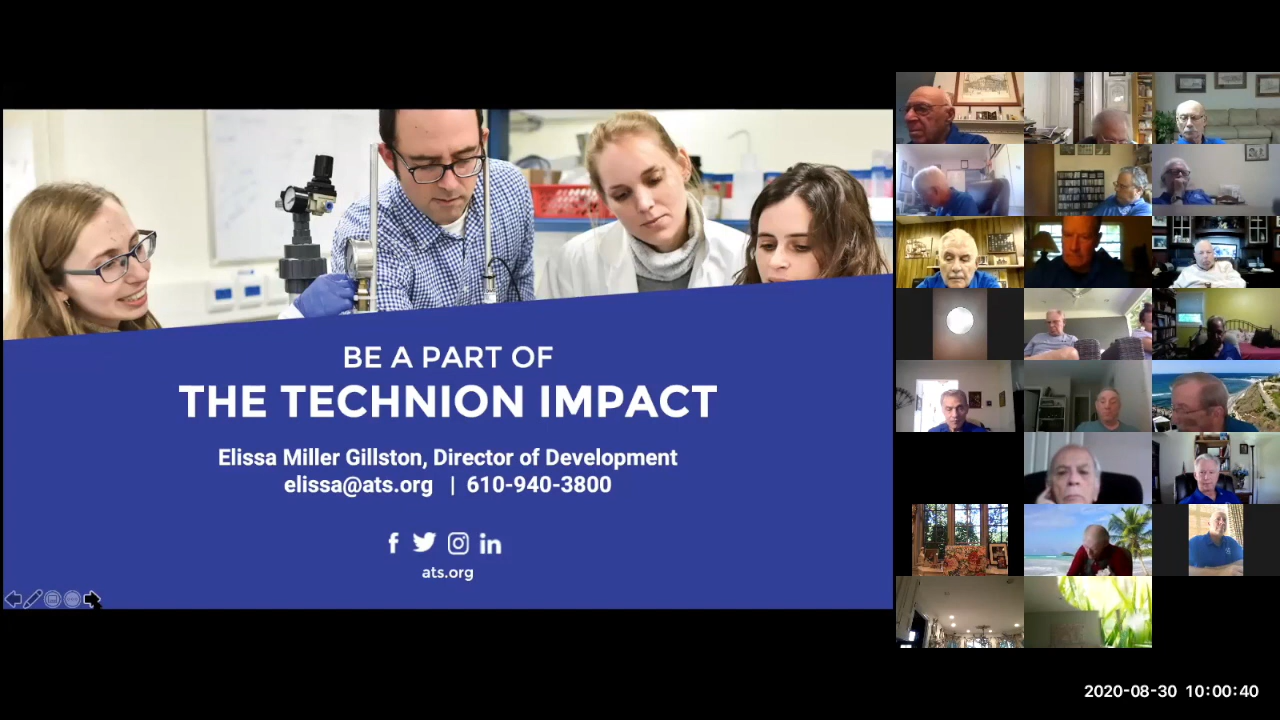 BE A PART OF
THE TECHNION IMPACT
Elissa Miller Gillston, Director of Development
elissa@ats.org | 610-940-3800
ats.org
2020-08-30 10:00:40